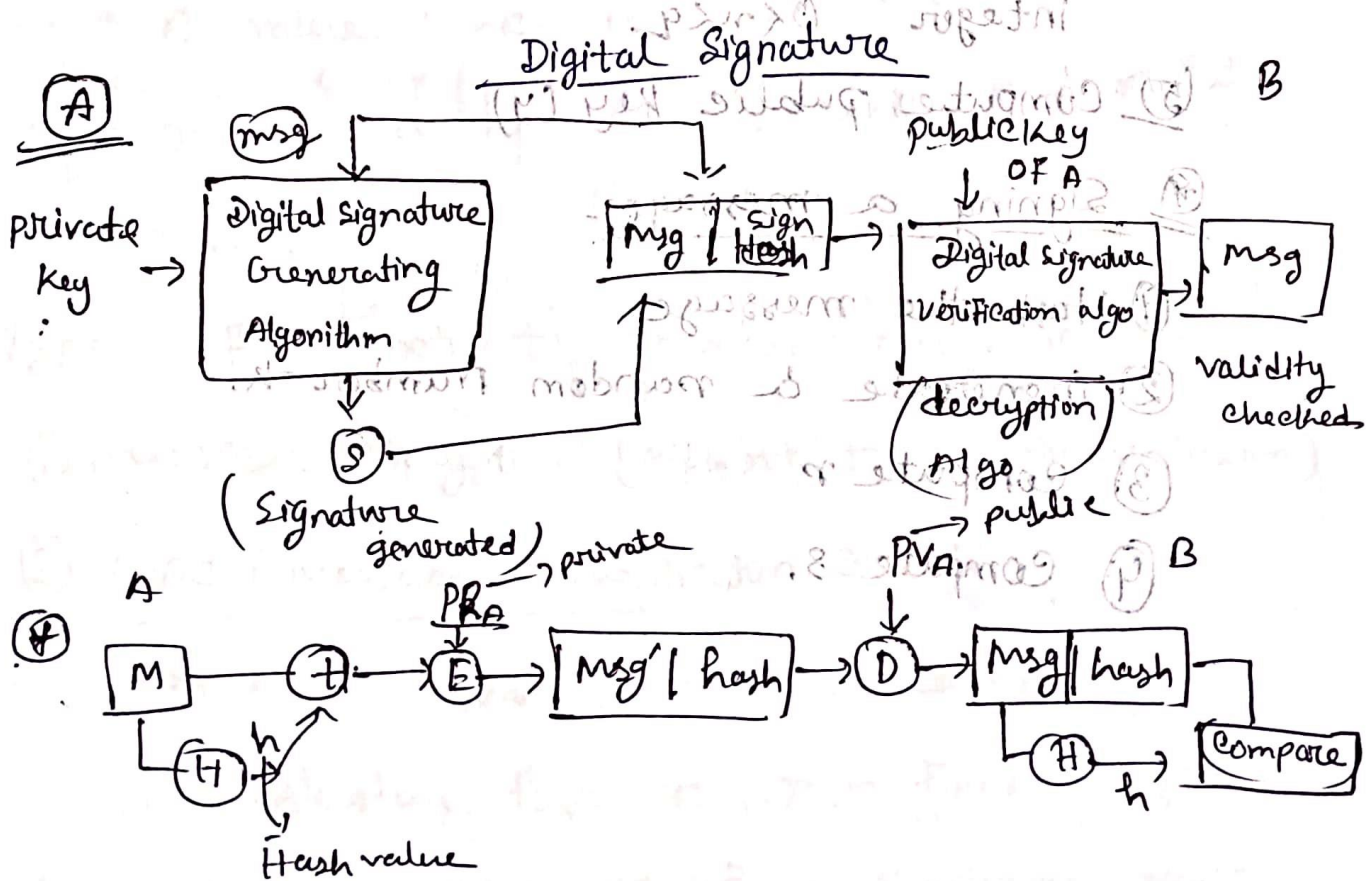 Digital Signature
A
B
msg
private
key
:
Digital Signature
Generating
Algorithm
S
(Signature
generated)
msg | sign
Hash
public key
OF A
Digital signature
verification algo
decryption
Algo
msg
validity
checked
A
M
H
h
Hash value
+
PRA → private
E
Msg' | hash
PVA → public
D
B
Msg | hash
H
h
Compare